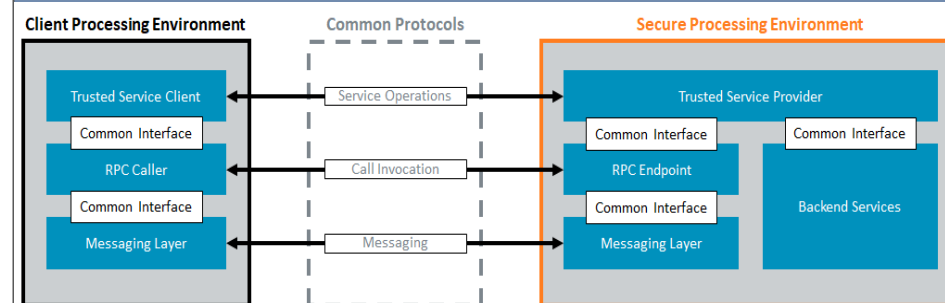 Client Processing Environment
Common Protocols
Secure Processing Environment
Trusted Service Client
Service Operations
Trusted Service Provider
Common Interface
Common Interface
Common Interface
RPC Caller
Call Invocation
RPC Endpoint
Common Interface
Common Interface
Backend Services
Messaging Layer
Messaging
Messaging Layer